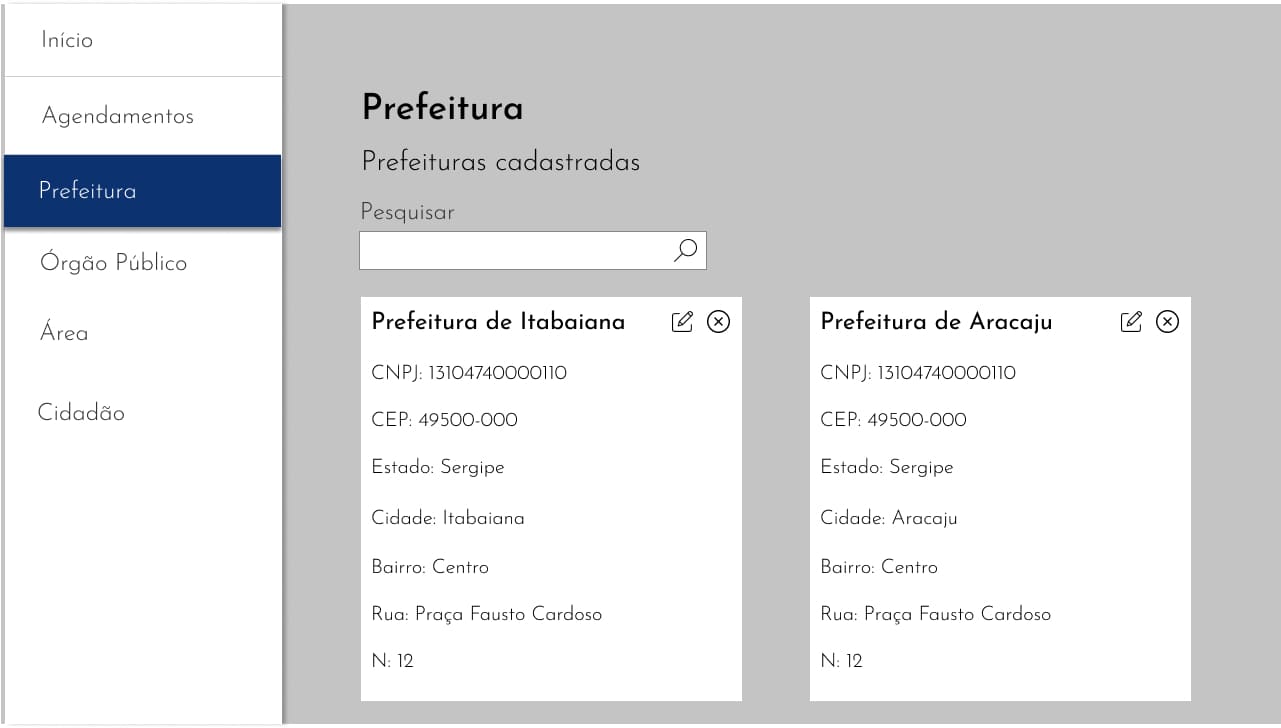 Início
Agendamentos
Prefeitura
Órgão Público
Área
Cidadão
Prefeitura
Prefeituras cadastradas
Pesquisar
Prefeitura de Itabaiana
CNPJ: 13104740000110
CEP: 49500-000
Estado: Sergipe
Cidade: Itabaiana
Bairro: Centro
Rua: Praça Fausto Cardoso
N: 12
Prefeitura de Aracaju
CNPJ: 13104740000110
CEP: 49500-000
Estado: Sergipe
Cidade: Aracaju
Bairro: Centro
Rua: Praça Fausto Cardoso
N: 12